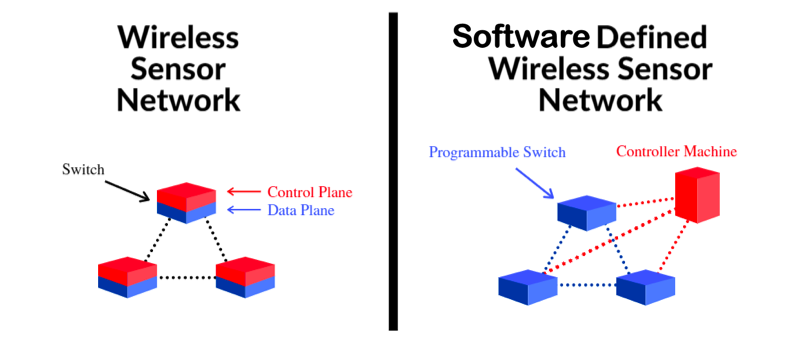 Wireless
Sensor
Network
Switch
Control Plane
Data Plane
Software Defined
Wireless Sensor
Network
Programmable Switch
Controller Machine